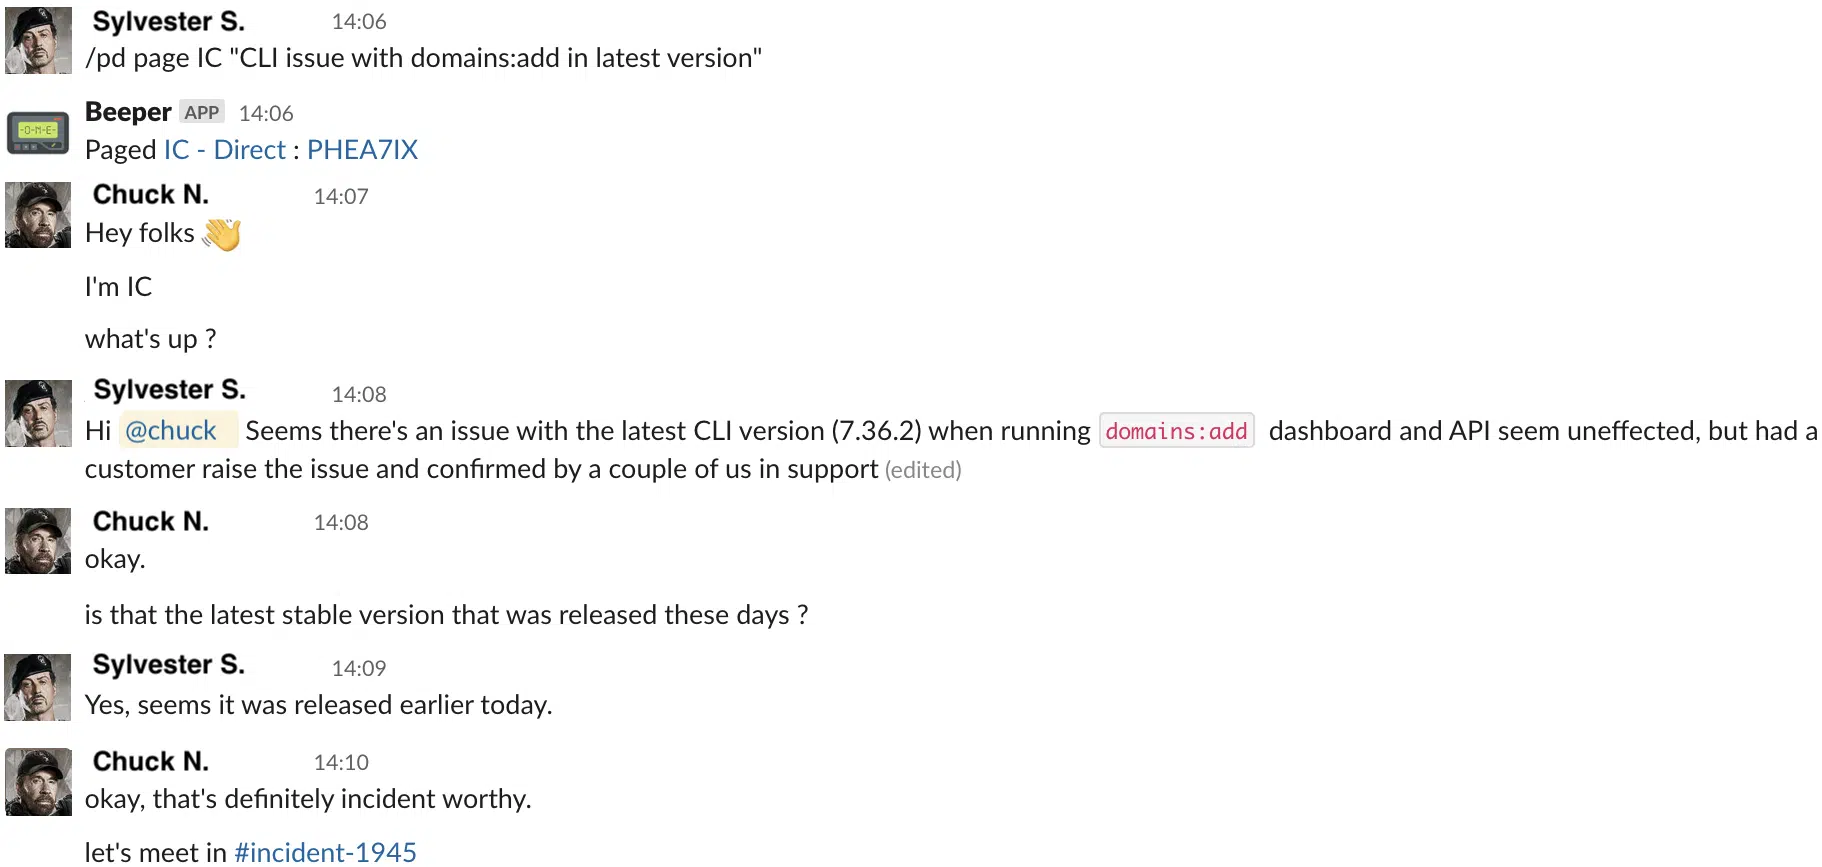 Sylvester S. 14:06
/pd page IC "CLI issue with domains:add in latest version"
Beeper APP 14:06
-O-M-E-
Paged IC - Direct : PHEA7IX
Chuck N. 14:07
Hey folks 👋
I'm IC
what's up ?
Sylvester S. 14:08
Hi @chuck Seems there's an issue with the latest CLI version (7.36.2) when running domains:add dashboard and API seem uneffected, but had a
customer raise the issue and confirmed by a couple of us in support (edited)
Chuck N. 14:08
okay.
is that the latest stable version that was released these days ?
Sylvester S. 14:09
Yes, seems it was released earlier today.
Chuck N. 14:10
okay, that's definitely incident worthy.
let's meet in #incident-1945